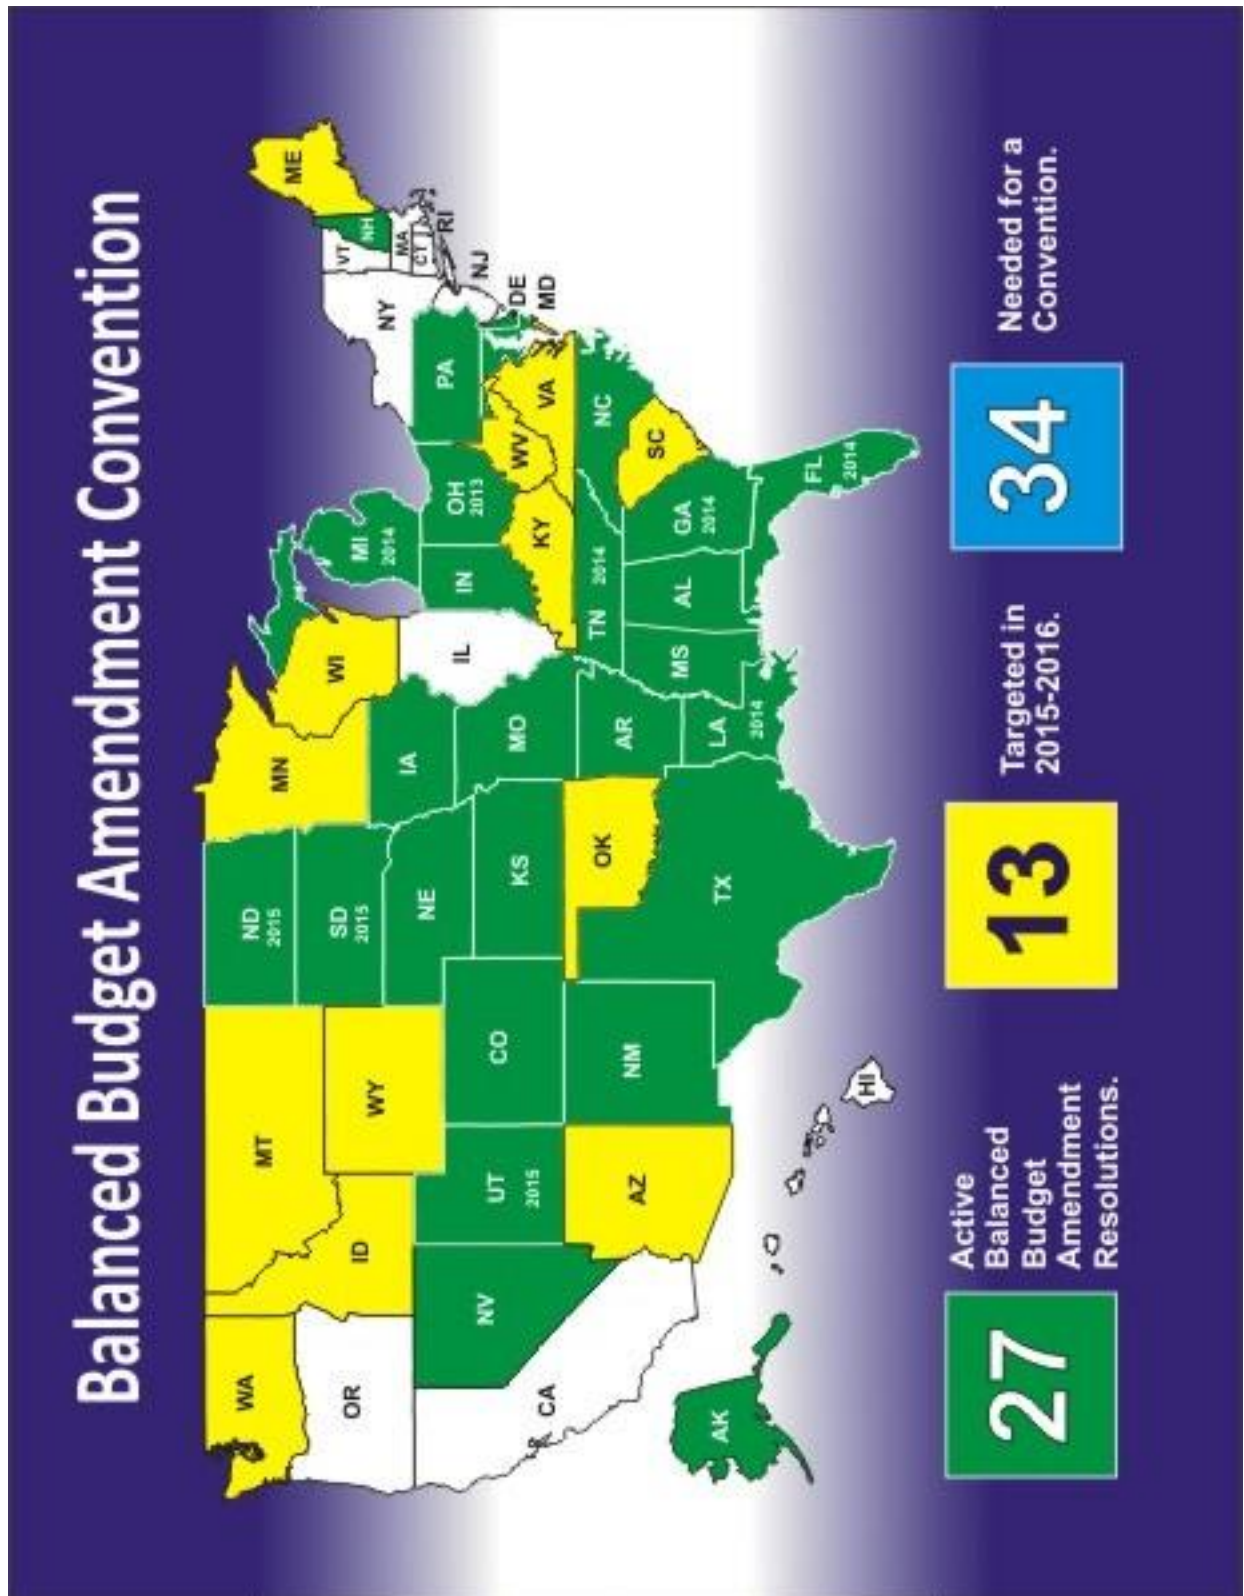 Balanced Budget Amendment Convention
WA
MT
ND
2015
MN
ME
OR
ID
WY
SD
2015
WI
MI
2014
VT
NH
NY
MA
CT
RI
NV
UT
2015
CO
NE
IA
IL
IN
OH
2013
PA
NJ
DE
MD
CA
KS
MO
KY
WV
VA
AZ
NM
OK
AR
TN 2014
NC
SC
TX
LA
2014
MS
AL
GA
2014
FL
2014
AK
HI
27
Active
Balanced
Budget
Amendment
Resolutions.
13
Targeted in
2015-2016.
34
Needed for a
Convention.